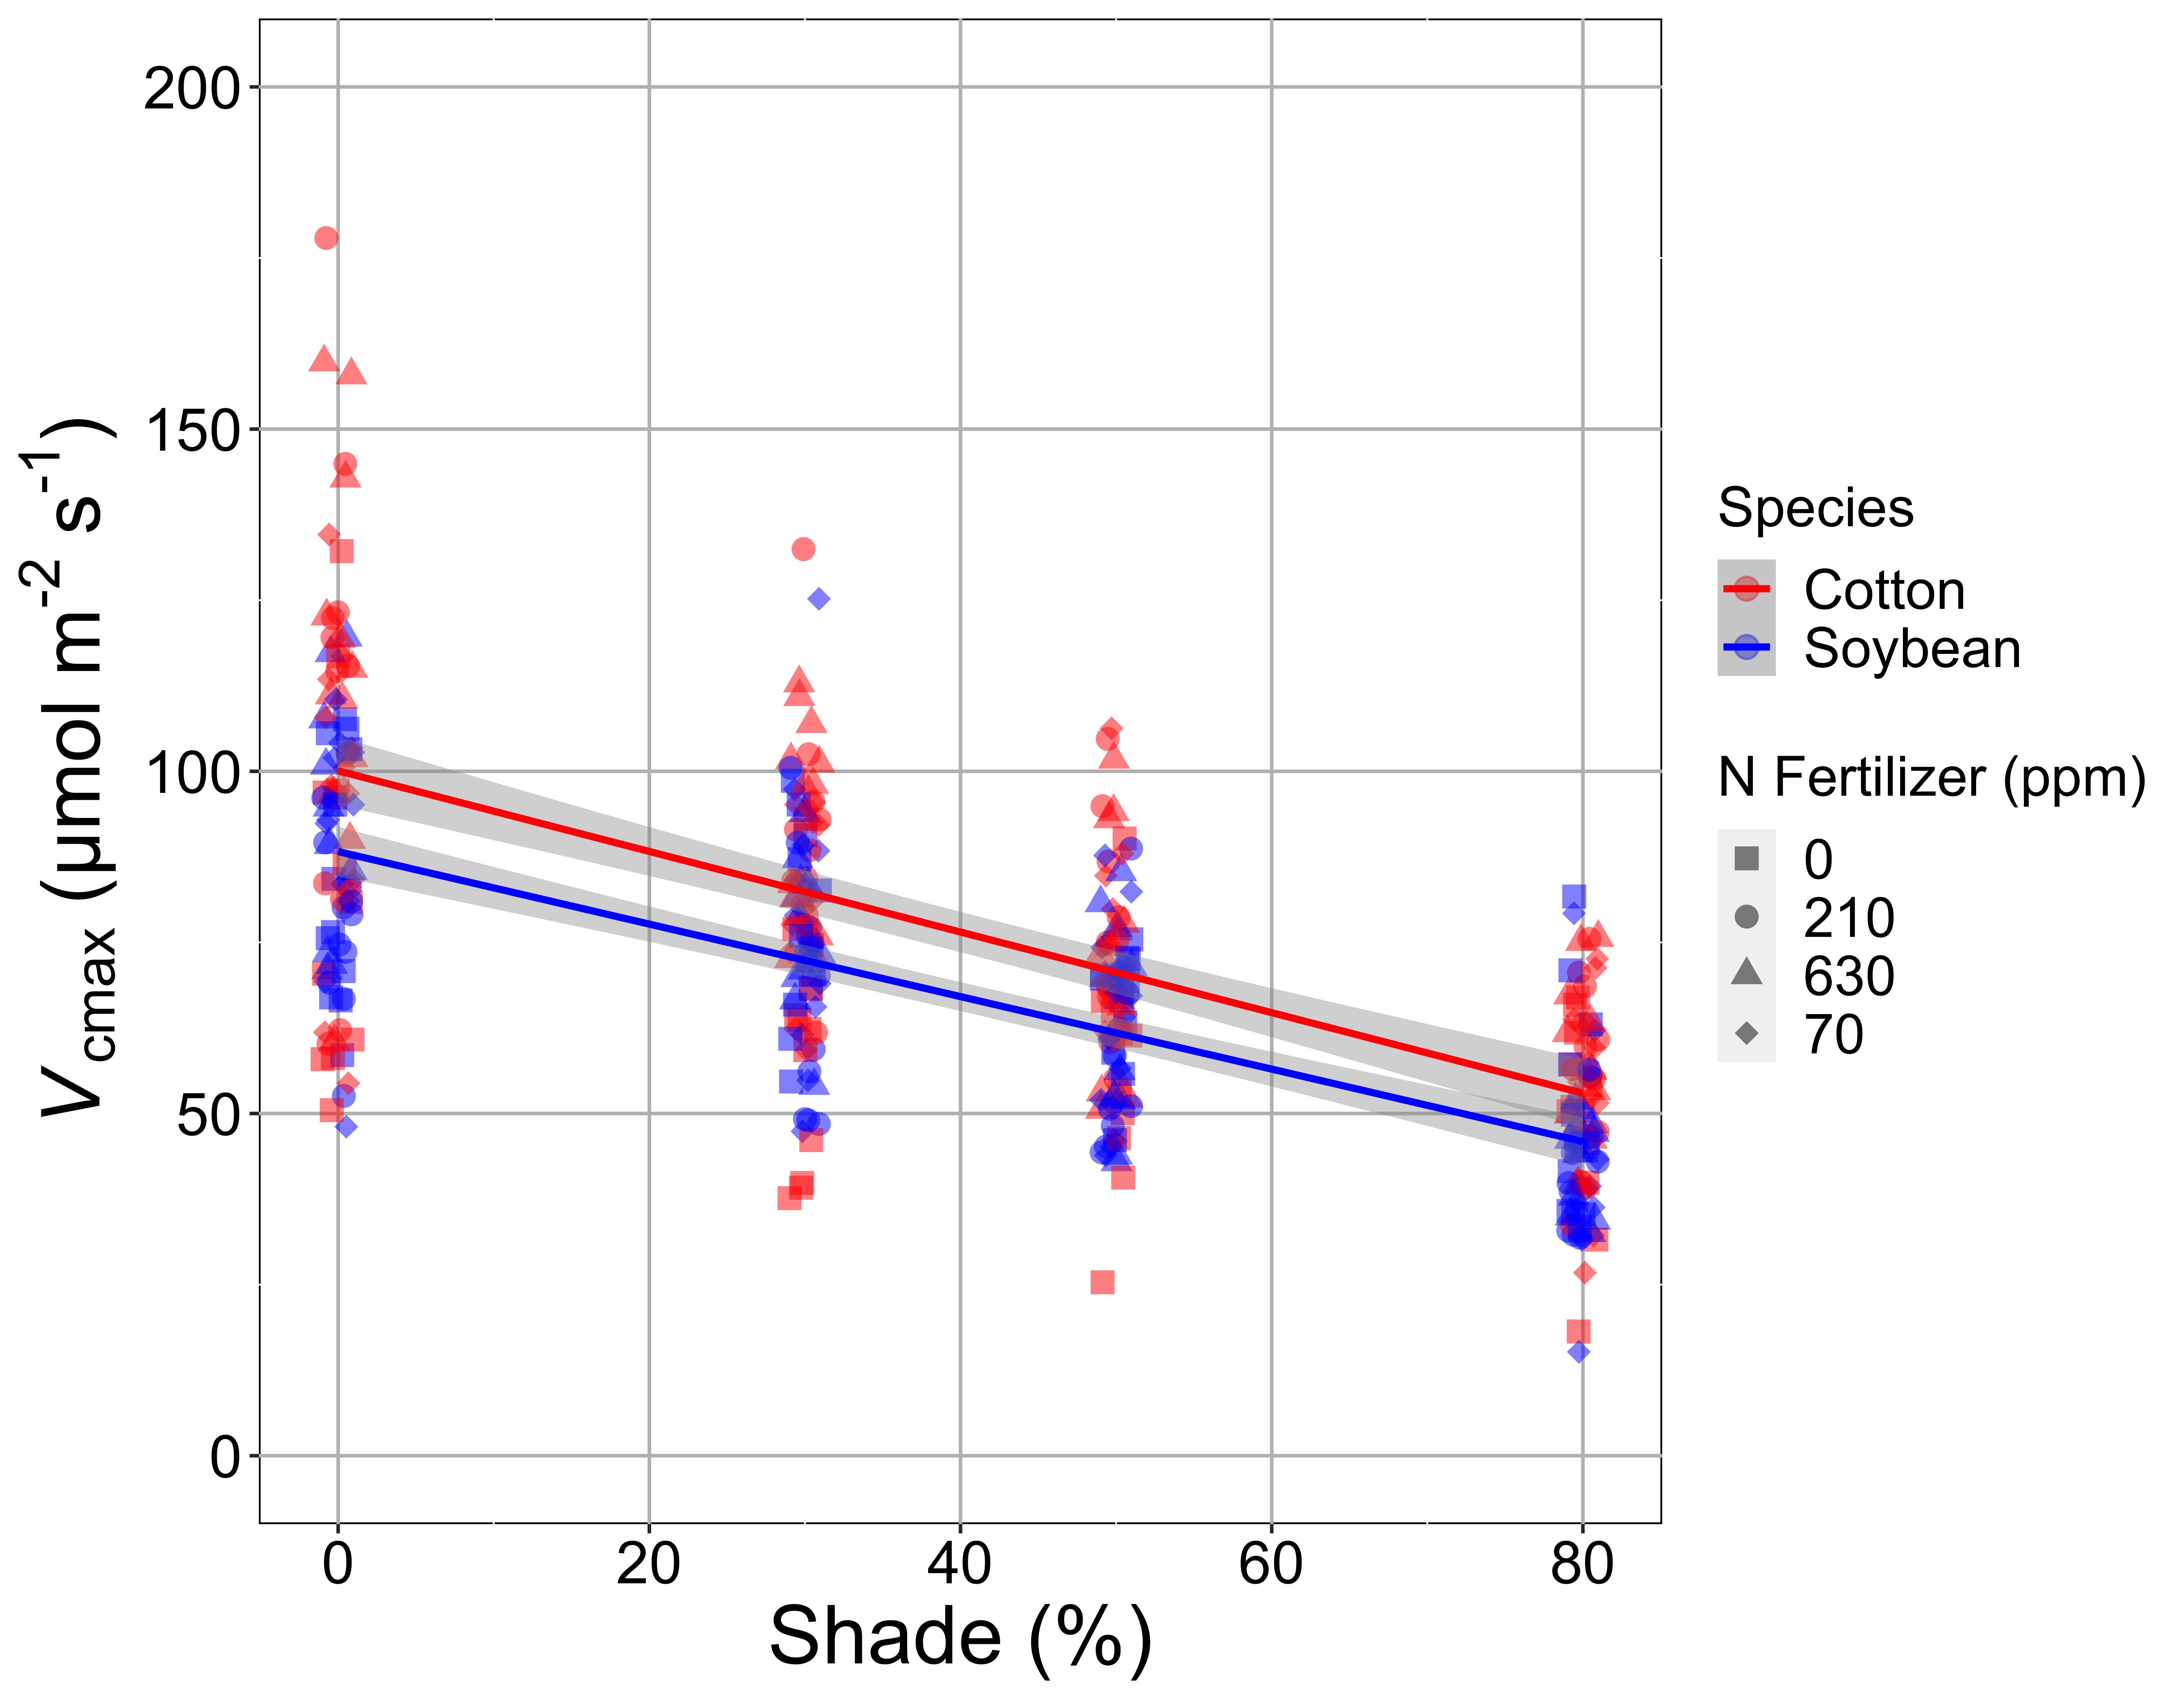 200
150
100
50
0
Vcmax (μmol m-2 s-1)
0 20 40 60 80
Shade (%)
Species
Cotton
Soybean
N Fertilizer (ppm)
0
210
630
70